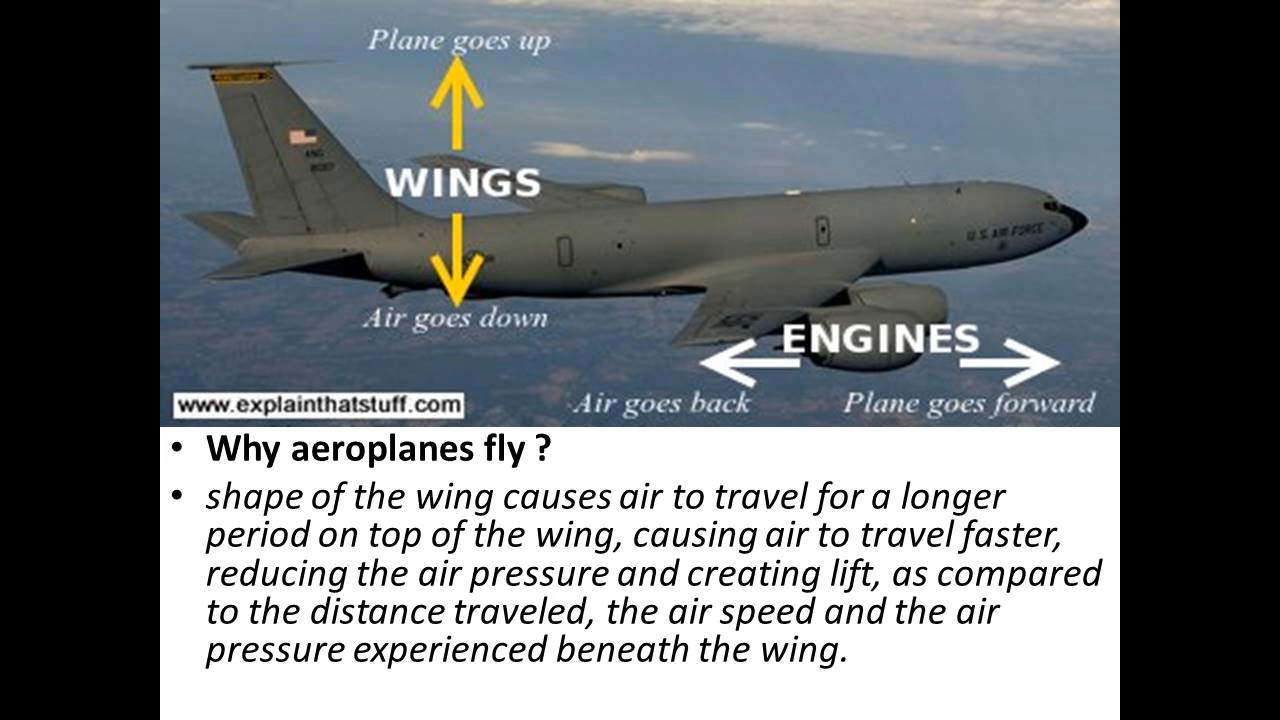 Plane goes up
WINGS
Air goes down
U.S. AIR FORCE
ENGINES
www.explainthatstuff.com
Air goes back
Plane goes forward
• Why aeroplanes fly ?
• shape of the wing causes air to travel for a longer
period on top of the wing, causing air to travel faster,
reducing the air pressure and creating lift, as compared
to the distance traveled, the air speed and the air
pressure experienced beneath the wing.